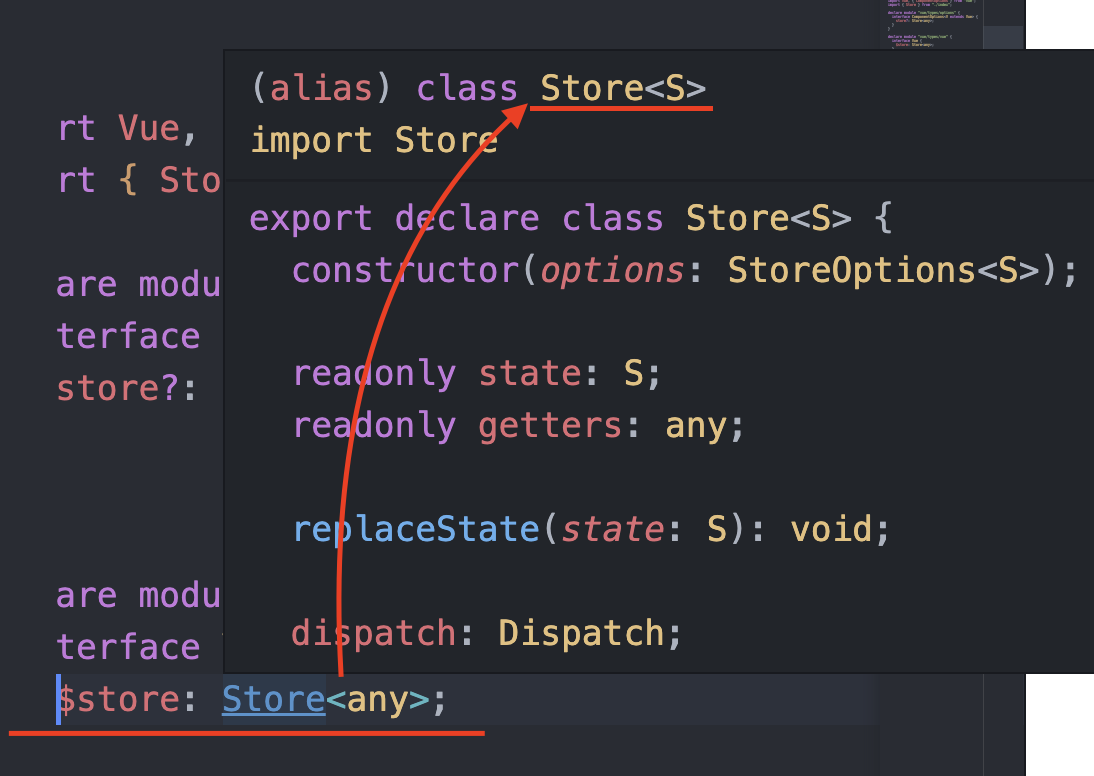 (alias) class Store<S>
import Store
export declare class Store<S> {
constructor(options: StoreOptions<S>);
readonly state: S;
readonly getters: any;
replaceState(state: S): void;
dispatch: Dispatch;
rt Vue,
rt { Sto
are modu
terface
store?:
are modu
terface
$store: Store<any>;